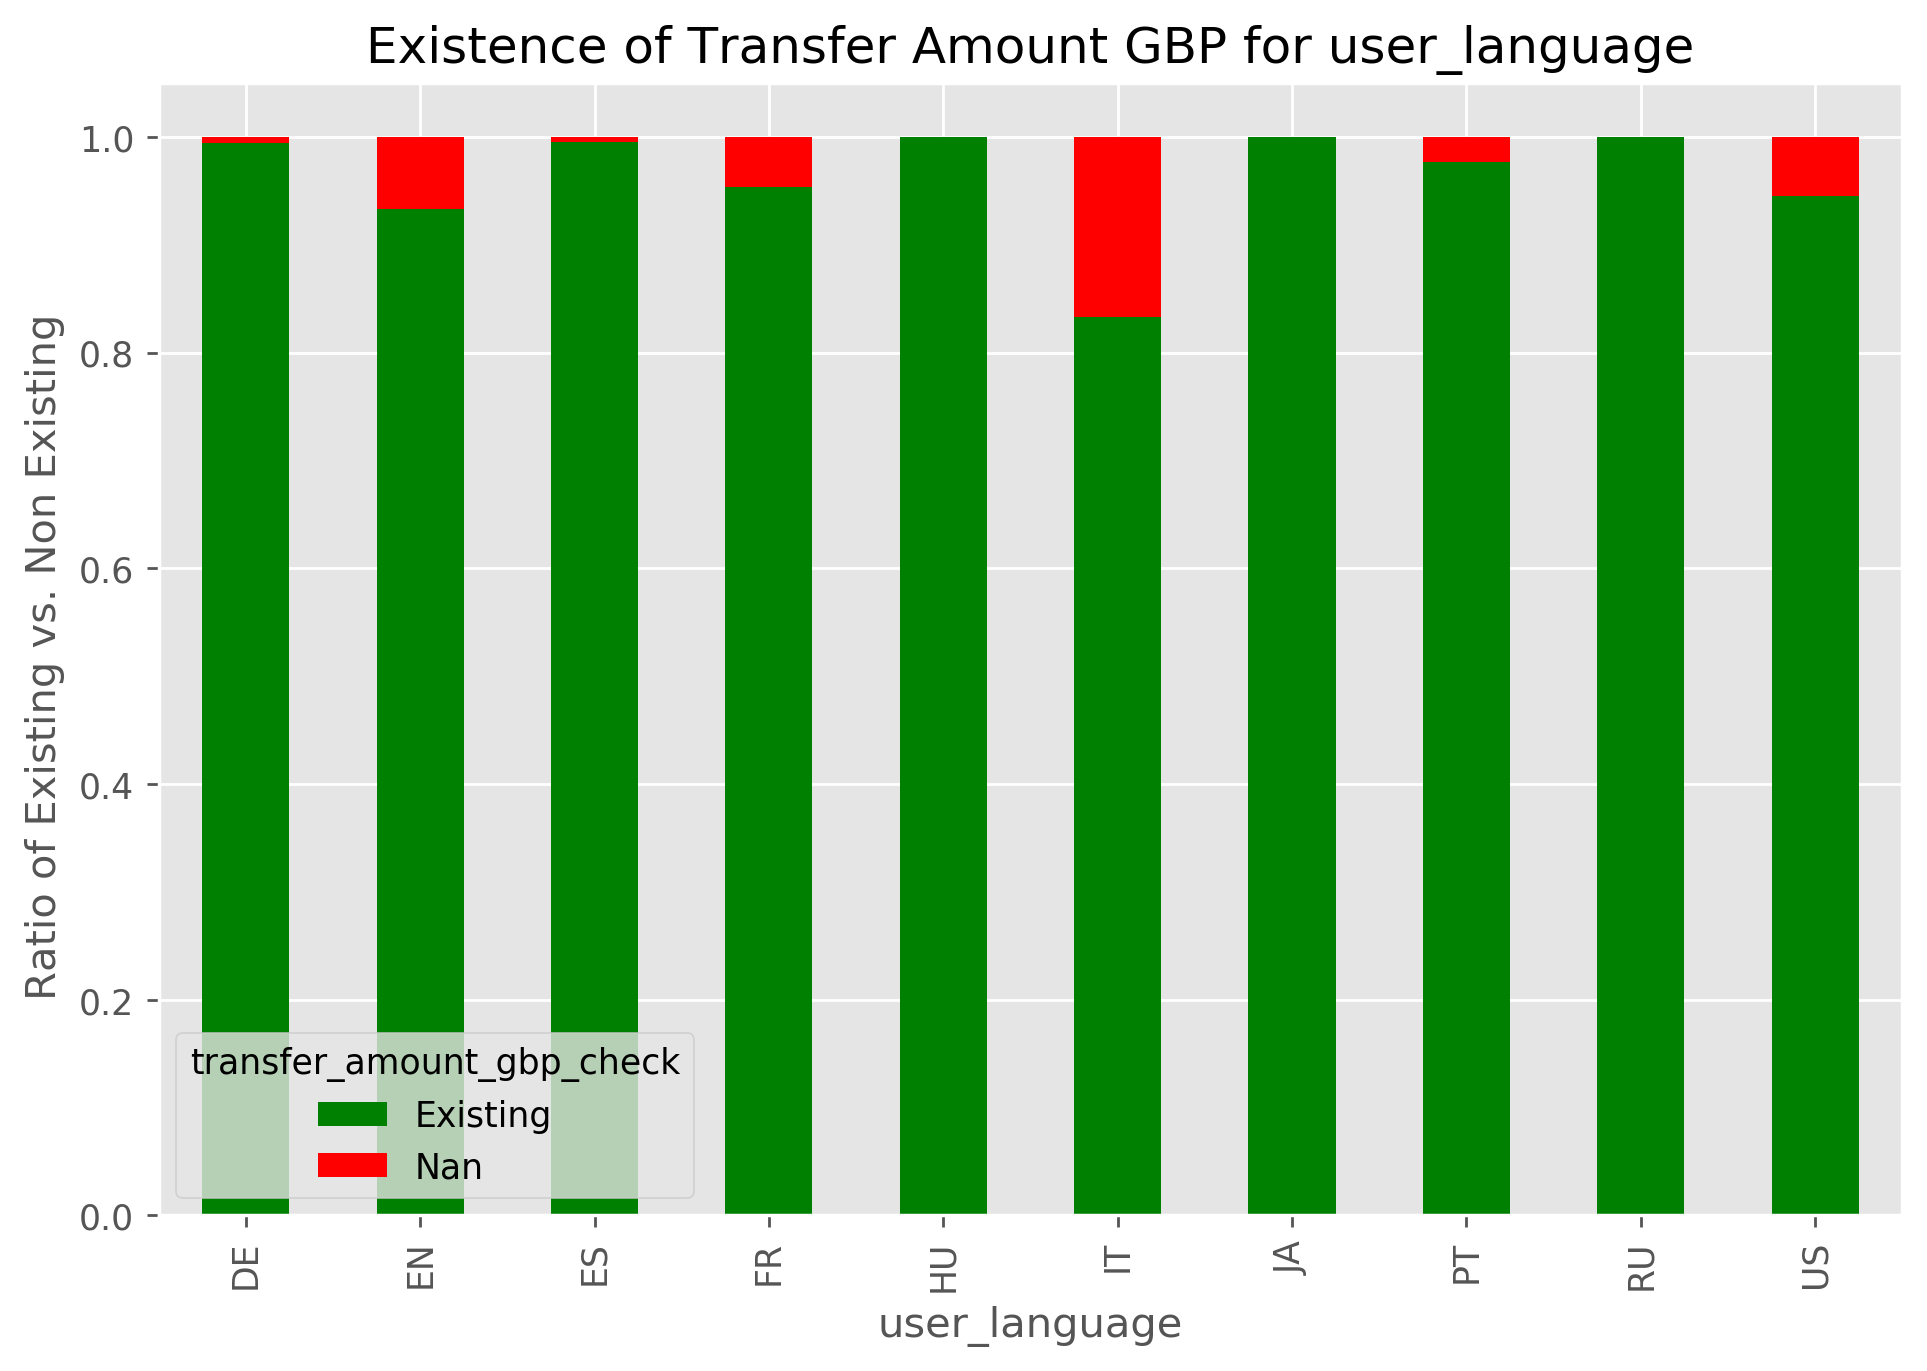 Existence of Transfer Amount GBP for user_language
Ratio of Existing vs. Non Existing
1.0
0.8
0.6
0.4
0.2
0.0
transfer_amount_gbp_check
Existing
Nan
DE
EN
ES
FR
HU
IT
JA
PT
RU
US
user_language